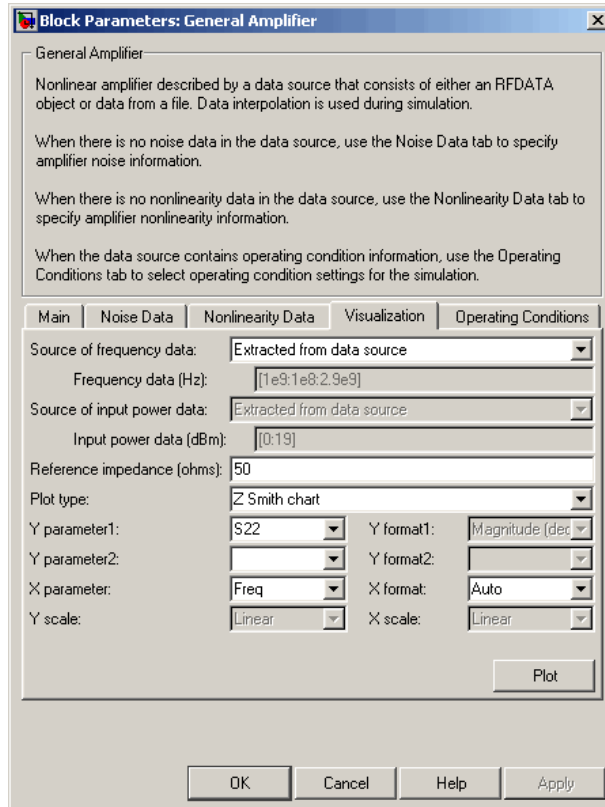 Block Parameters: General Amplifier
General Amplifier
Nonlinear amplifier described by a data source that consists of either an RFDATA
object or data from a file. Data interpolation is used during simulation.
When there is no noise data in the data source, use the Noise Data tab to specify
amplifier noise information.
When there is no nonlinearity data in the data source, use the Nonlinearity Data tab to
specify amplifier nonlinearity information.
When the data source contains operating condition information, use the Operating
Conditions tab to select operating condition settings for the simulation.
Main Noise Data Nonlinearity Data Visualization Operating Conditions
Source of frequency data: Extracted from data source
Frequency data (Hz): [1e9:1e8:2.9e9]
Source of input power data: Extracted from data source
Input power data (dBm): [0:19]
Reference impedance (ohms): 50
Plot type: Z Smith chart
Y parameter1: S22 Y format1: Magnitude (dec
Y parameter2: Y format2:
X parameter: Freq X format: Auto
Y scale: Linear X scale: Linear
Plot
OK Cancel Help Apply